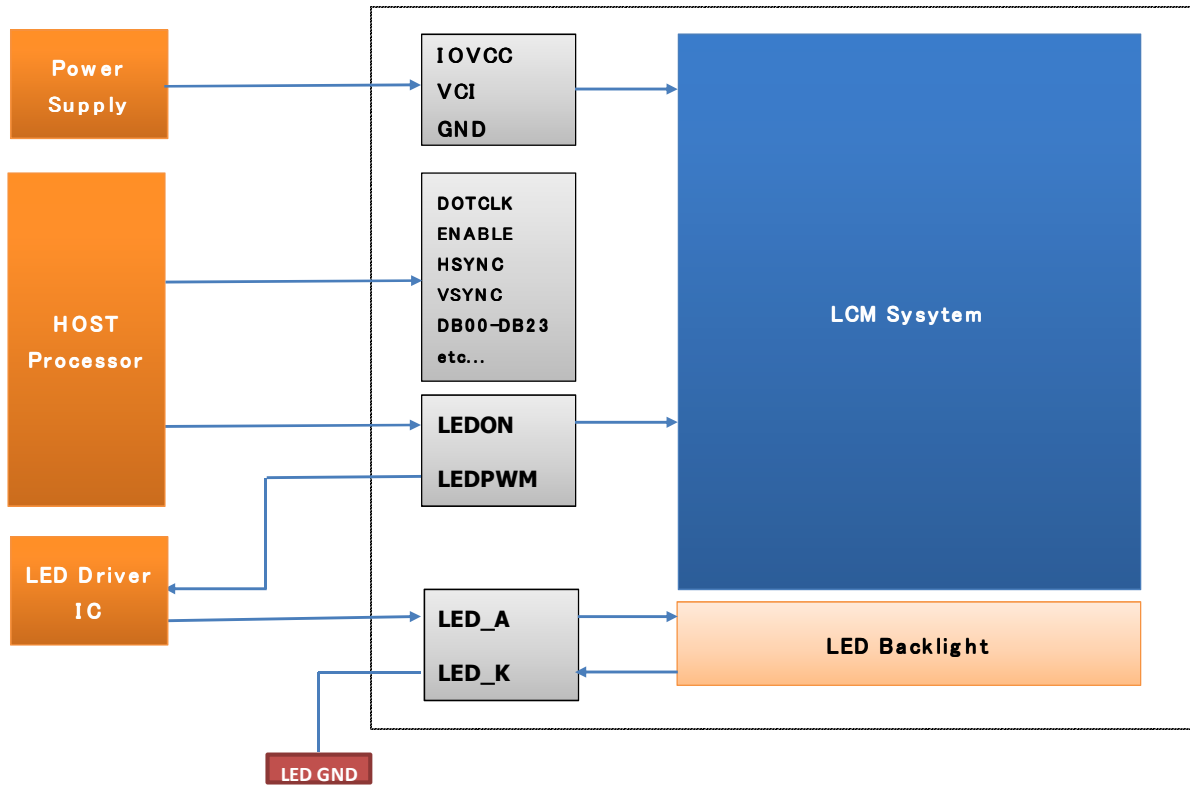 Power
Supply
IOVCC
VCI
GND
HOST
Processor
DOTCLK
ENABLE
HSYNC
VSYNC
DB00-DB23
etc...
LCM Sysytem
LEDON
LEDPWM
LED Driver
IC
LED_A
LED_K
LED Backlight
LED GND